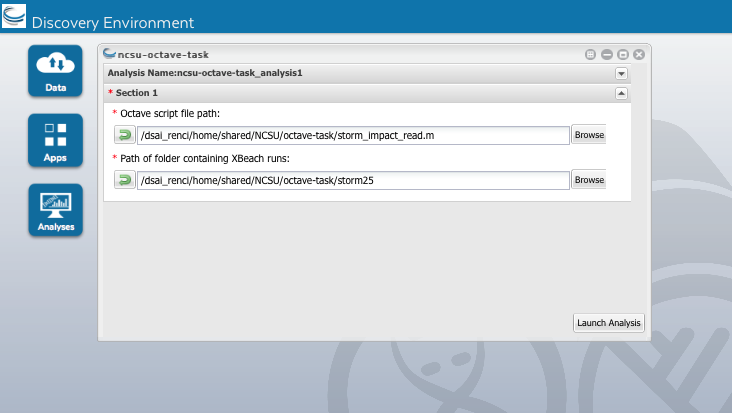 Discovery Environment
Data
Apps
Analyses
ncsu-octave-task
Analysis Name:ncsu-octave-task_analysis1
* Section 1
* Octave script file path:
/dsai_renci/home/shared/NCSU/octave-task/storm_impact_read.m
Browse
* Path of folder containing XBeach runs:
/dsai_renci/home/shared/NCSU/octave-task/storm25
Browse
Launch Analysis